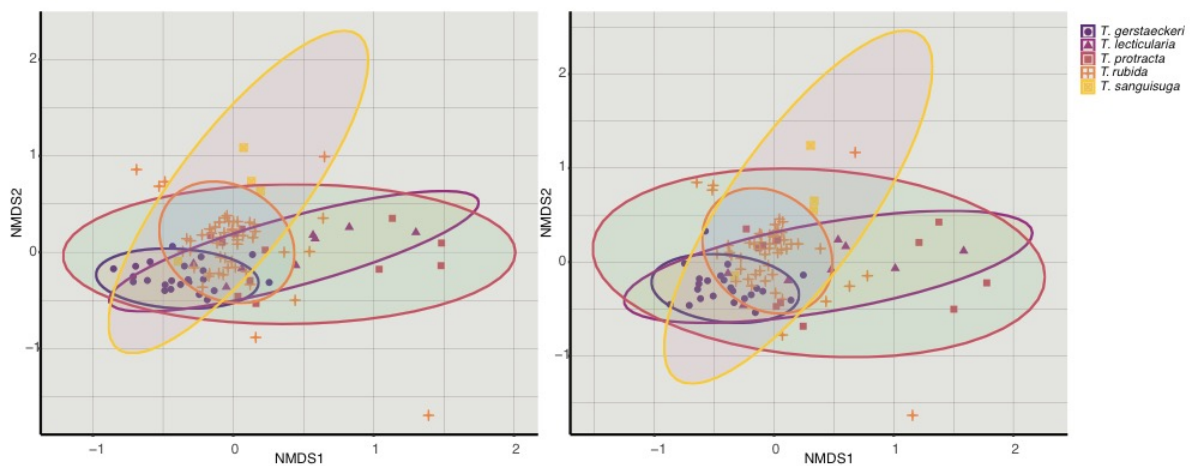 2
1
0
−1
NMDS2
−1
0
1
2
NMDS1
2
1
0
−1
NMDS2
−1
0
1
2
NMDS1
T. gerstaeckeri
T. lecticularia
T. protracta
T. rubida
T. sanguisuga